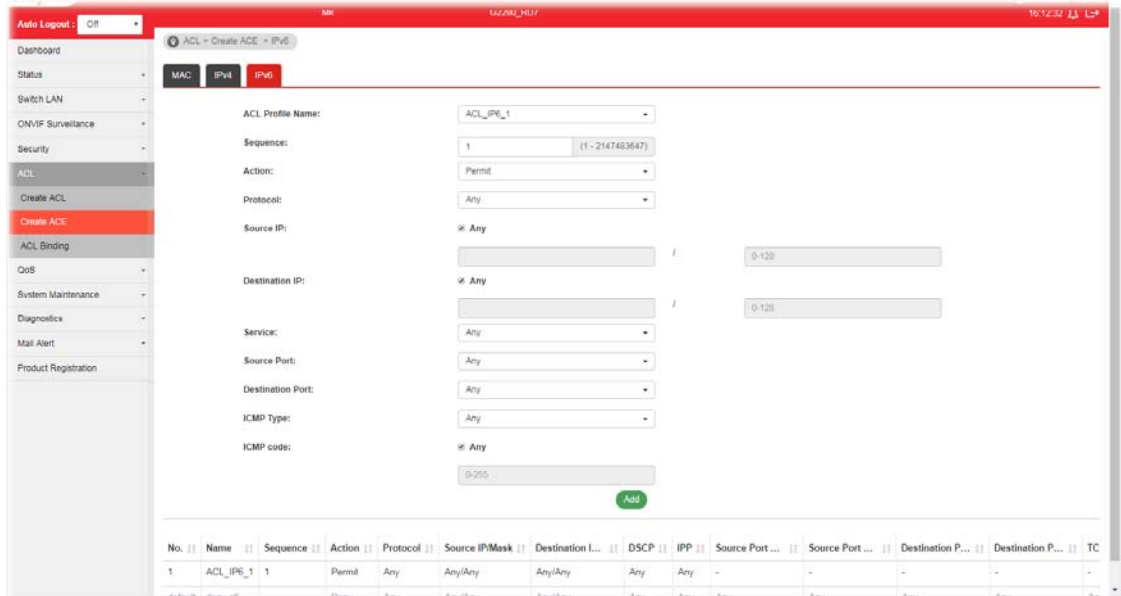 Auto Logout : Off
16:12:32
ACL » Create ACE » IPv6
MAC IPv4 IPv6
Dashboard
Status
Switch LAN
ONVIF Surveillance
Security
ACL
Create ACL
Create ACE
ACL Binding
QoS
System Maintenance
Diagnostics
Mail Alert
Product Registration
ACL Profile Name: ACL_IP6_1
Sequence: 1 (1 - 2147483647)
Action: Permit
Protocol: Any
Source IP: Any
/ 0-128
Destination IP: Any
/ 0-128
Service: Any
Source Port: Any
Destination Port: Any
ICMP Type: Any
ICMP code: Any
0-255
Add
No. Name Sequence Action Protocol Source IP/Mask Destination I... DSCP IPP Source Port ... Source Port ... Destination P... Destination P... TC
1 ACL_IP6_1 1 Permit Any Any/Any Any/Any Any Any - - - - -